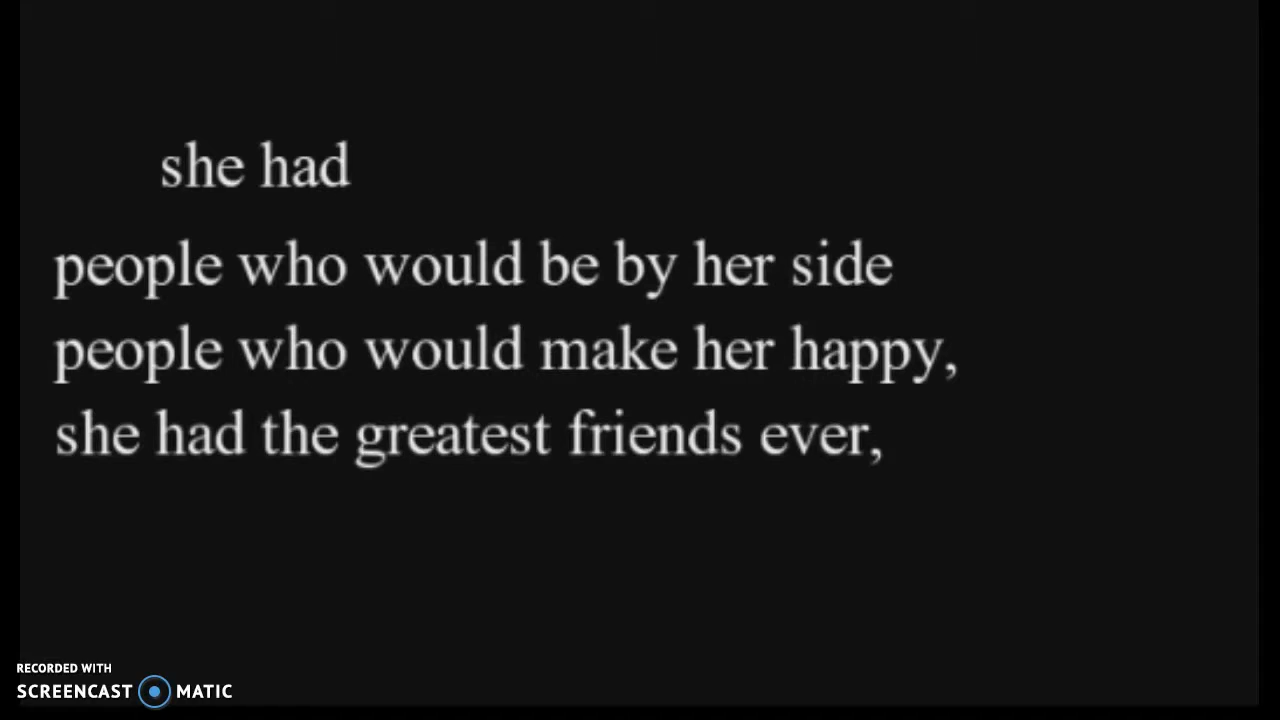 she had
people who would be by her side
people who would make her happy,
she had the greatest friends ever,
RECORDED WITH
SCREENCAST MATIC